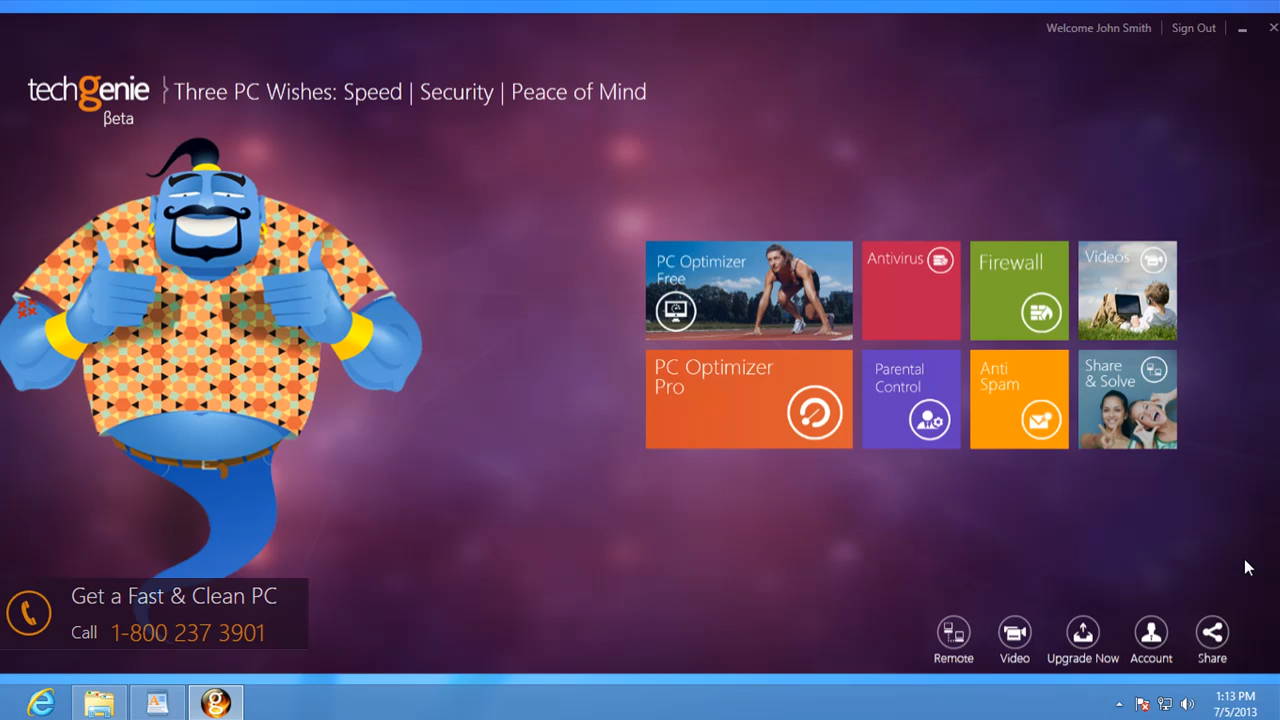 Welcome John Smith
Sign Out
techgenie
βeta
Three PC Wishes: Speed | Security | Peace of Mind
PC Optimizer
Free
Antivirus
Firewall
Videos
PC Optimizer
Pro
Parental
Control
Anti
Spam
Share
& Solve
Get a Fast & Clean PC
Call 1-800 237 3901
Remote
Video
Upgrade Now
Account
Share
1:13 PM
7/5/2013